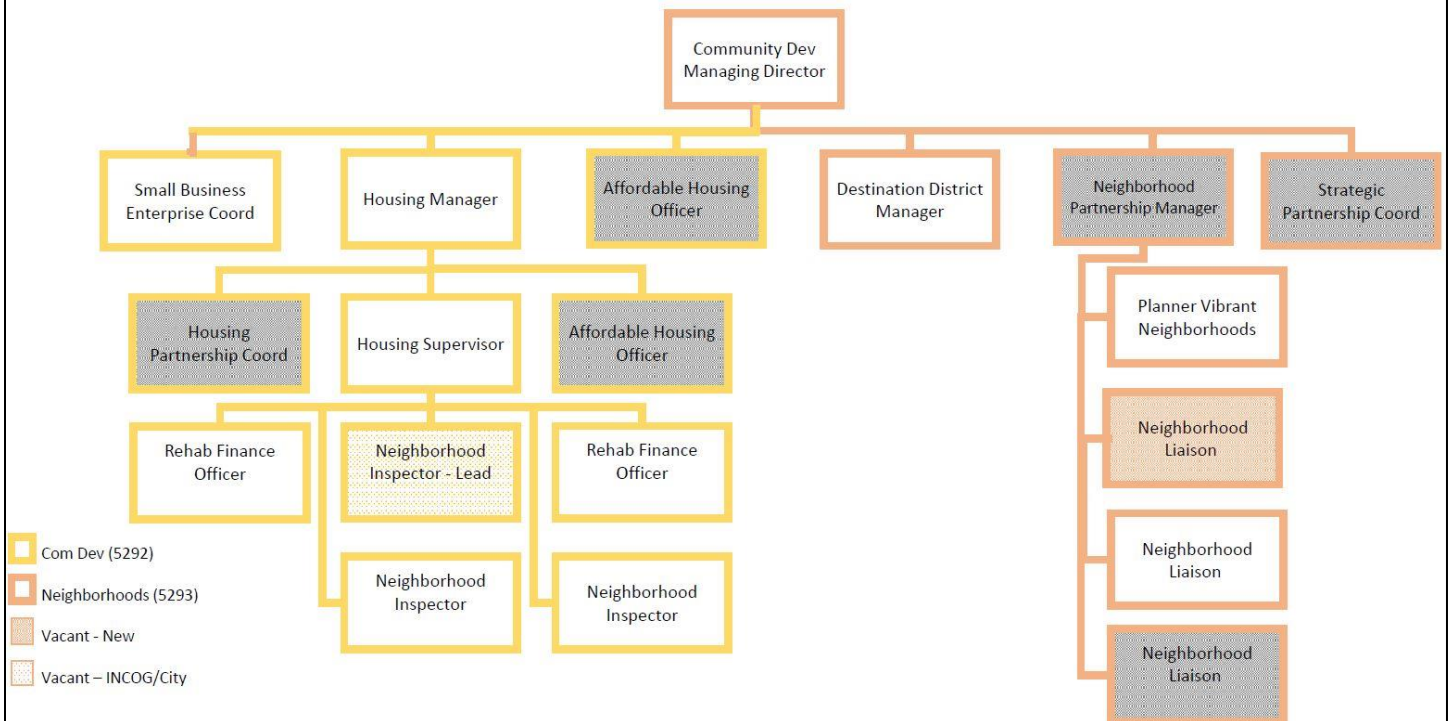 Community Dev
Managing Director
Small Business
Enterprise Coord
Housing Manager
Affordable Housing
Officer
Destination District
Manager
Neighborhood
Partnership Manager
Strategic
Partnership Coord
Housing
Partnership Coord
Housing Supervisor
Affordable Housing
Officer
Planner Vibrant
Neighborhoods
Rehab Finance
Officer
Neighborhood
Inspector - Lead
Rehab Finance
Officer
Neighborhood
Liaison
Neighborhood
Inspector
Neighborhood
Inspector
Neighborhood
Liaison
Neighborhood
Liaison
Com Dev (5292)
Neighborhoods (5293)
Vacant - New
Vacant – INCOG/City